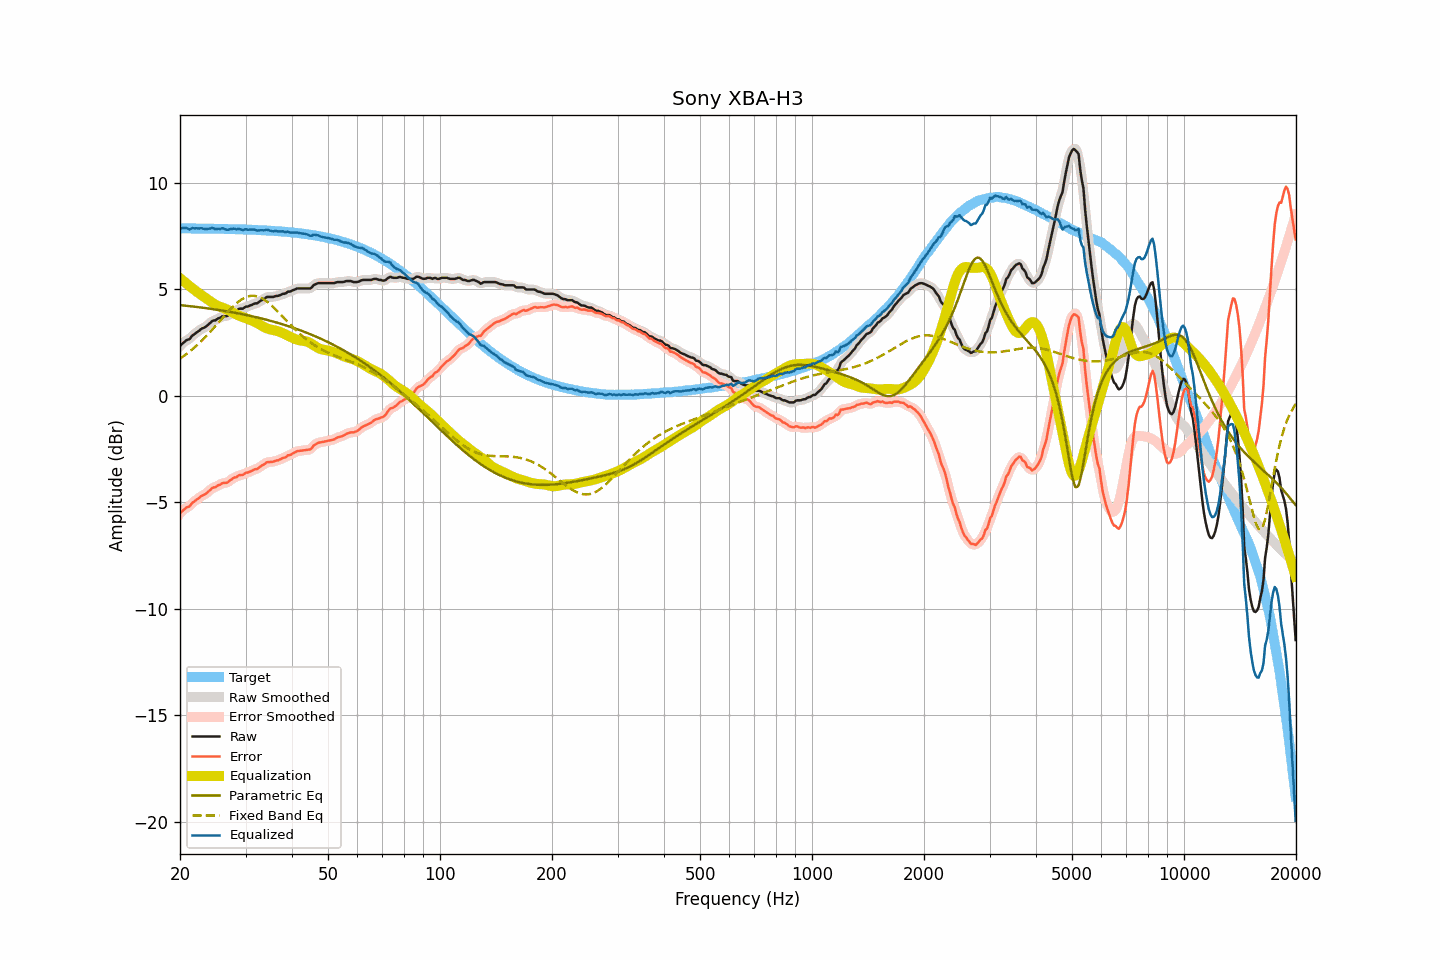 Sony XBA-H3
Amplitude (dBr)
10
5
0
−5
−10
−15
−20
Target
Raw Smoothed
Error Smoothed
Raw
Error
Equalization
Parametric Eq
Fixed Band Eq
Equalized
20 50 100 200 500 1000 2000 5000 10000 20000
Frequency (Hz)